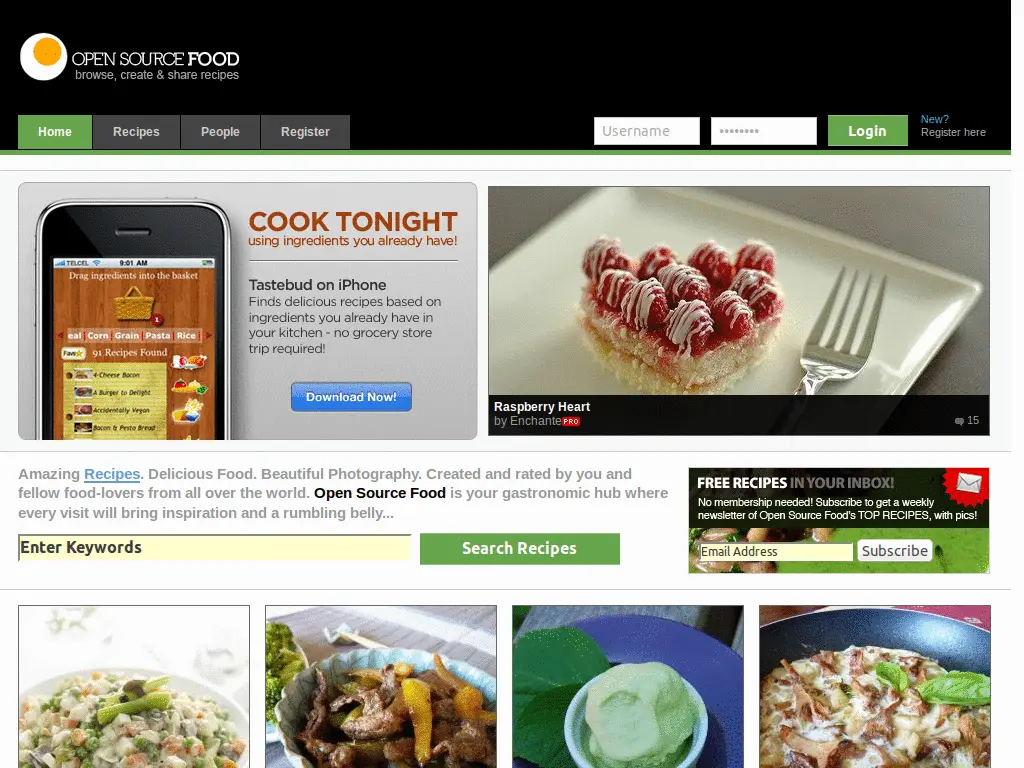 OPEN SOURCE FOOD
browse, create & share recipes
Home
Recipes
People
Register
Username
••••••••
Login
New?
Register here
TELCEL
9:01 AM
Drag ingredients into the basket
1
eal
Corn
Grain
Pasta
Rice
Favs
91 Recipes Found
4-Cheese Bacon
A Burger to Delight
Accidentally Vegan
Bacon & Pesto Bread
COOK TONIGHT
using ingredients you already have!
Tastebud on iPhone
Finds delicious recipes based on
ingredients you already have in
your kitchen - no grocery store
trip required!
Download Now!
Raspberry Heart
by Enchante PRO
15
Amazing Recipes. Delicious Food. Beautiful Photography. Created and rated by you and
fellow food-lovers from all over the world. Open Source Food is your gastronomic hub where
every visit will bring inspiration and a rumbling belly...
Enter Keywords
Search Recipes
FREE RECIPES IN YOUR INBOX!
No membership needed! Subscribe to get a weekly
newsletter of Open Source Food's TOP RECIPES, with pics!
Email Address
Subscribe